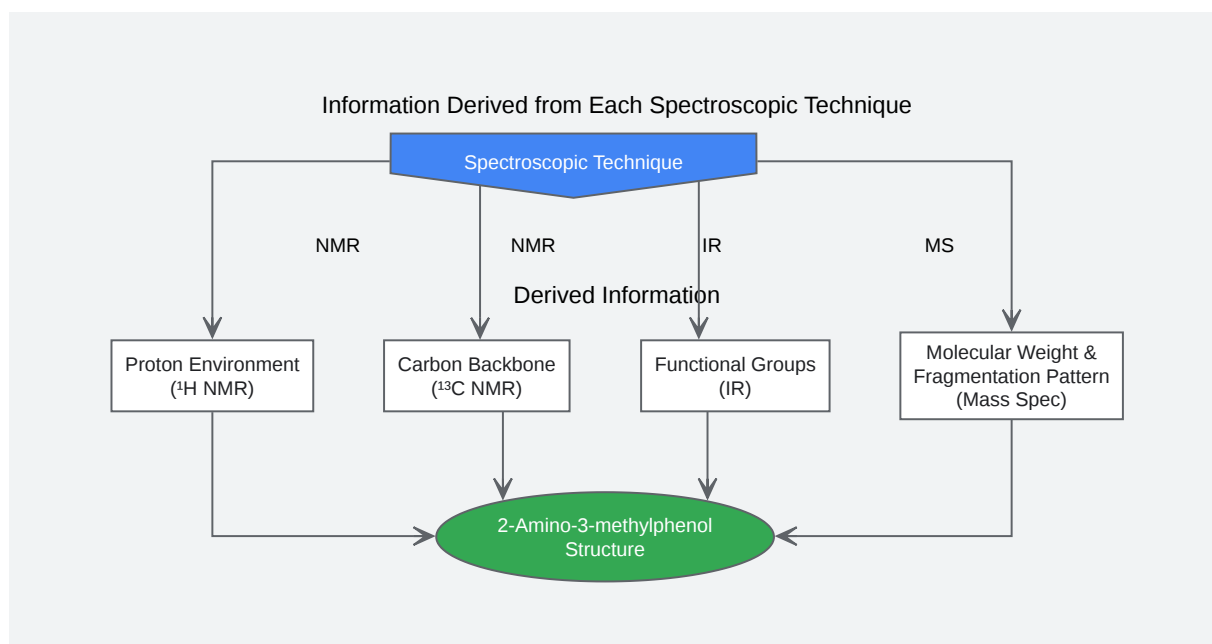 Information Derived from Each Spectroscopic Technique
Spectroscopic Technique
NMR
NMR
IR
MS
Derived Information
Proton Environment
(¹H NMR)
Carbon Backbone
(¹³C NMR)
Functional Groups
(IR)
Molecular Weight &
Fragmentation Pattern
(Mass Spec)
2-Amino-3-methylphenol
Structure